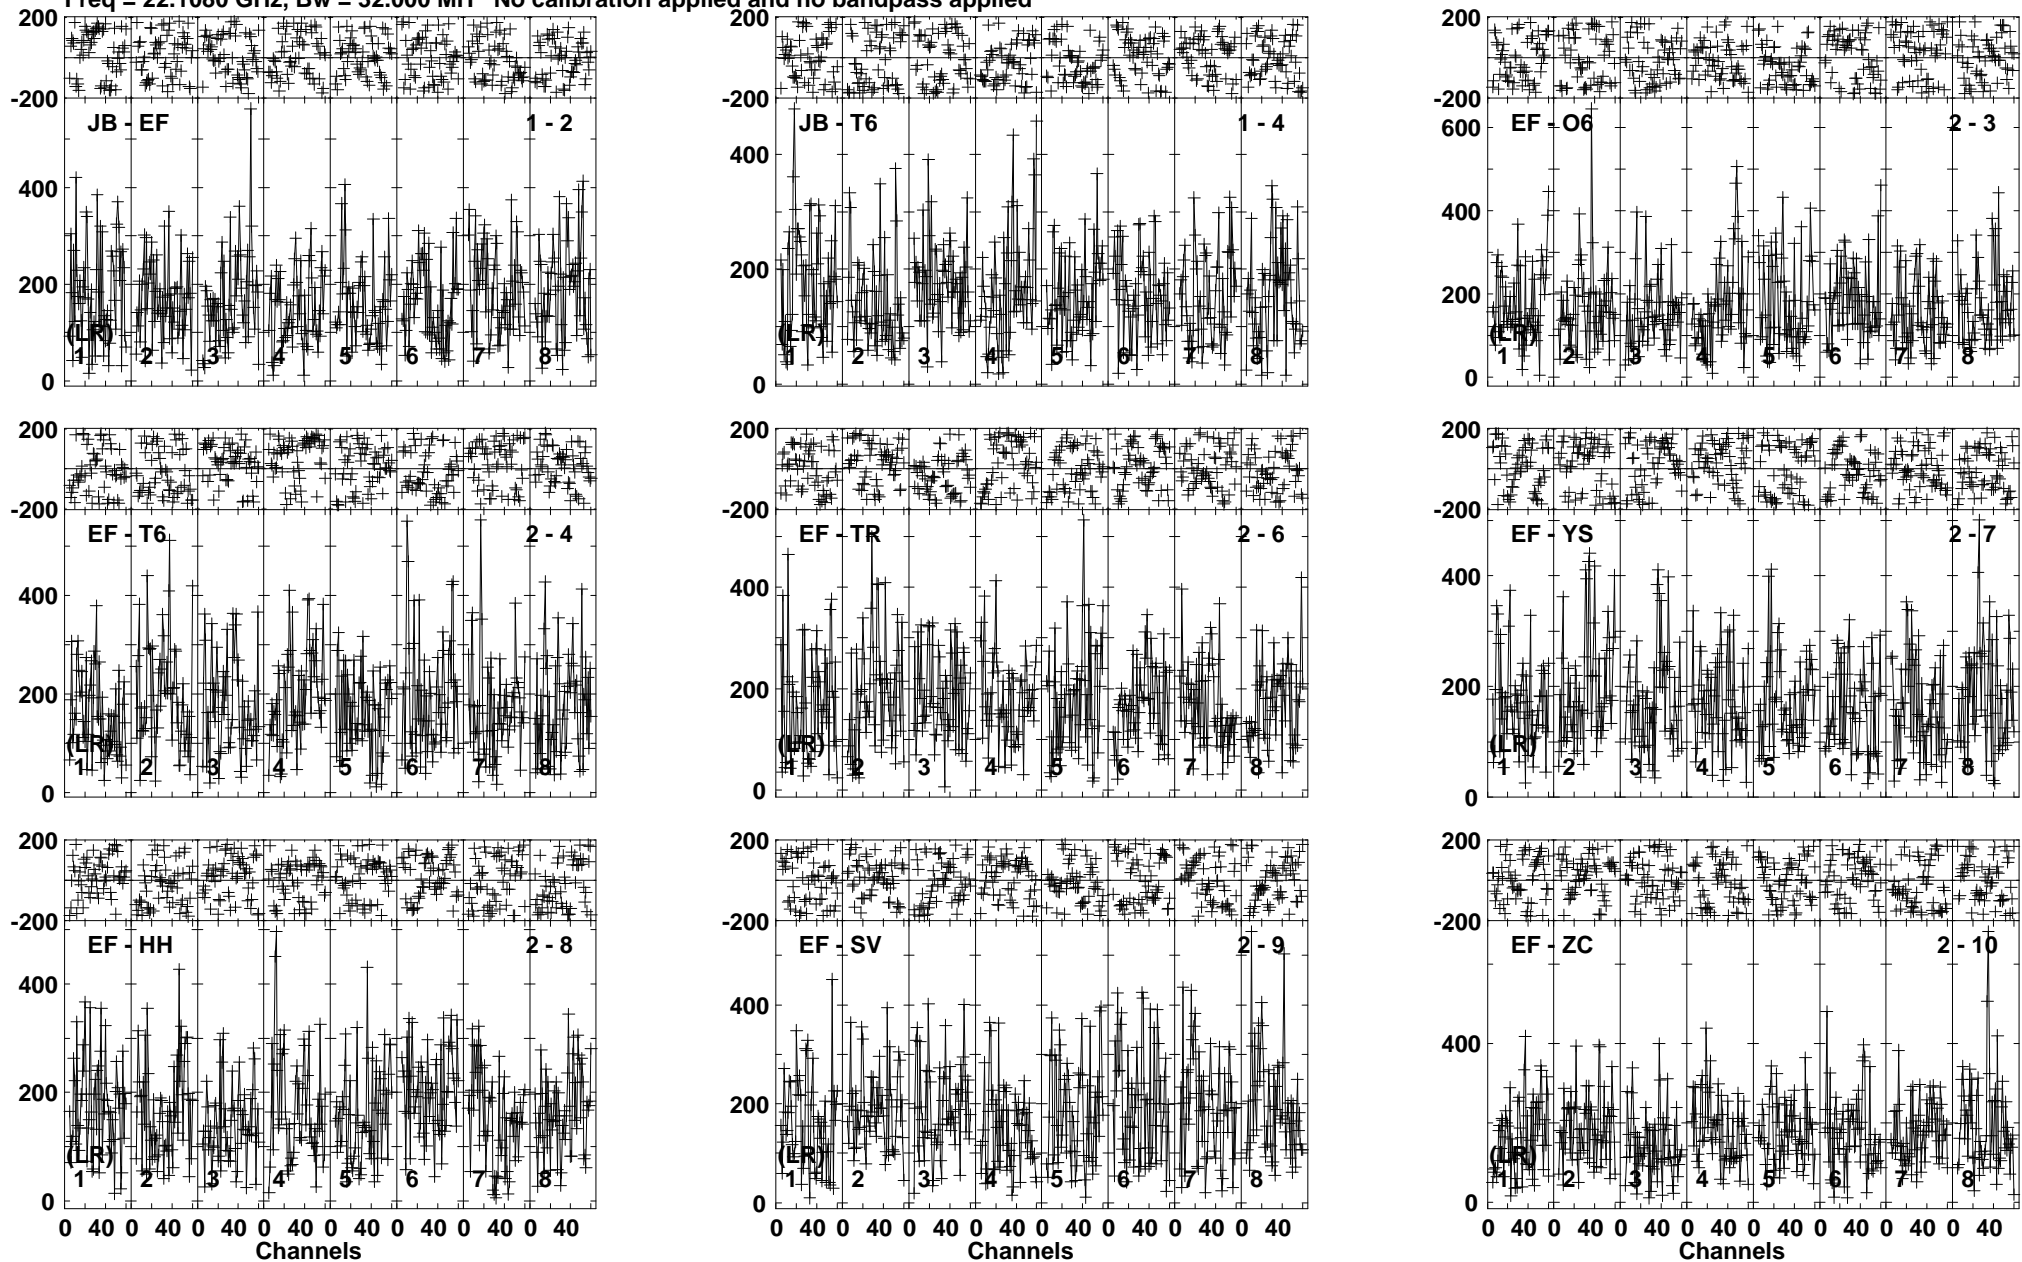 Freq = 22.1680 GHz, Bw = 32.000 MH No calibration applied and no bandpass applied
200 200 200
-200 -200 -200
JB - EF 1 - 2 JB - T6 1 - 4 EF - O6 2 - 3
600
400 400 400
200 200 200
(LR) (LR) (LR)
1 2 3 4 5 6 7 8 1 2 3 4 5 6 7 8 1 2 3 4 5 6 7 8
0 0 0
200 200 200
-200 -200 -200
EF - T6 2 - 4 EF - TR 2 - 6 EF - YS 2 - 7
400 400 400
200 200 200
(LR) (LR) (LR)
1 2 3 4 5 6 7 8 1 2 3 4 5 6 7 8 1 2 3 4 5 6 7 8
0 0 0
200 200 200
-200 -200 -200
EF - HH 2 - 8 EF - SV 2 - 9 EF - ZC 2 - 10
400 400 400
200 200 200
(LR) (LR) (LR)
1 2 3 4 5 6 7 8 1 2 3 4 5 6 7 8 1 2 3 4 5 6 7 8
0 0 0
0 40 0 40 0 40 0 40 0 40 0 40 0 40 0 40 0 40 0 40 0 40 0 40 0 40 0 40 0 40 0 40 0 40 0 40 0 40 0 40 0 40 0 40 0 40 0 40
Channels Channels Channels